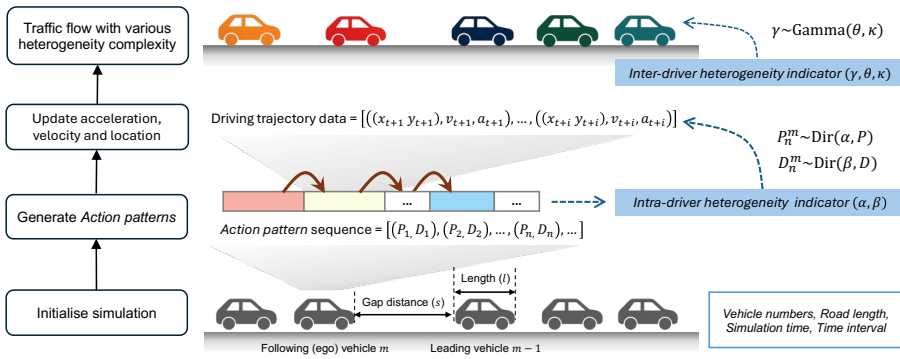 Traffic flow with various
heterogeneity complexity
γ~Gamma(θ, κ)
Inter-driver heterogeneity indicator (γ, θ, κ)
Update acceleration,
velocity and location
Driving trajectory data = [((x_{t+1} y_{t+1}), v_{t+1}, a_{t+1}), … , ((x_{t+i} y_{t+i}), v_{t+i}, a_{t+i})]
P_n^m~Dir(α, P)
D_n^m~Dir(β, D)
Generate Action patterns
... ...
Intra-driver heterogeneity indicator (α, β)
Action pattern sequence = [(P_1, D_1), (P_2, D_2), … , (P_n, D_n), …]
Initialise simulation
Length (l)
Gap distance (s)
Following (ego) vehicle m
Leading vehicle m − 1
Vehicle numbers, Road length,
Simulation time, Time interval